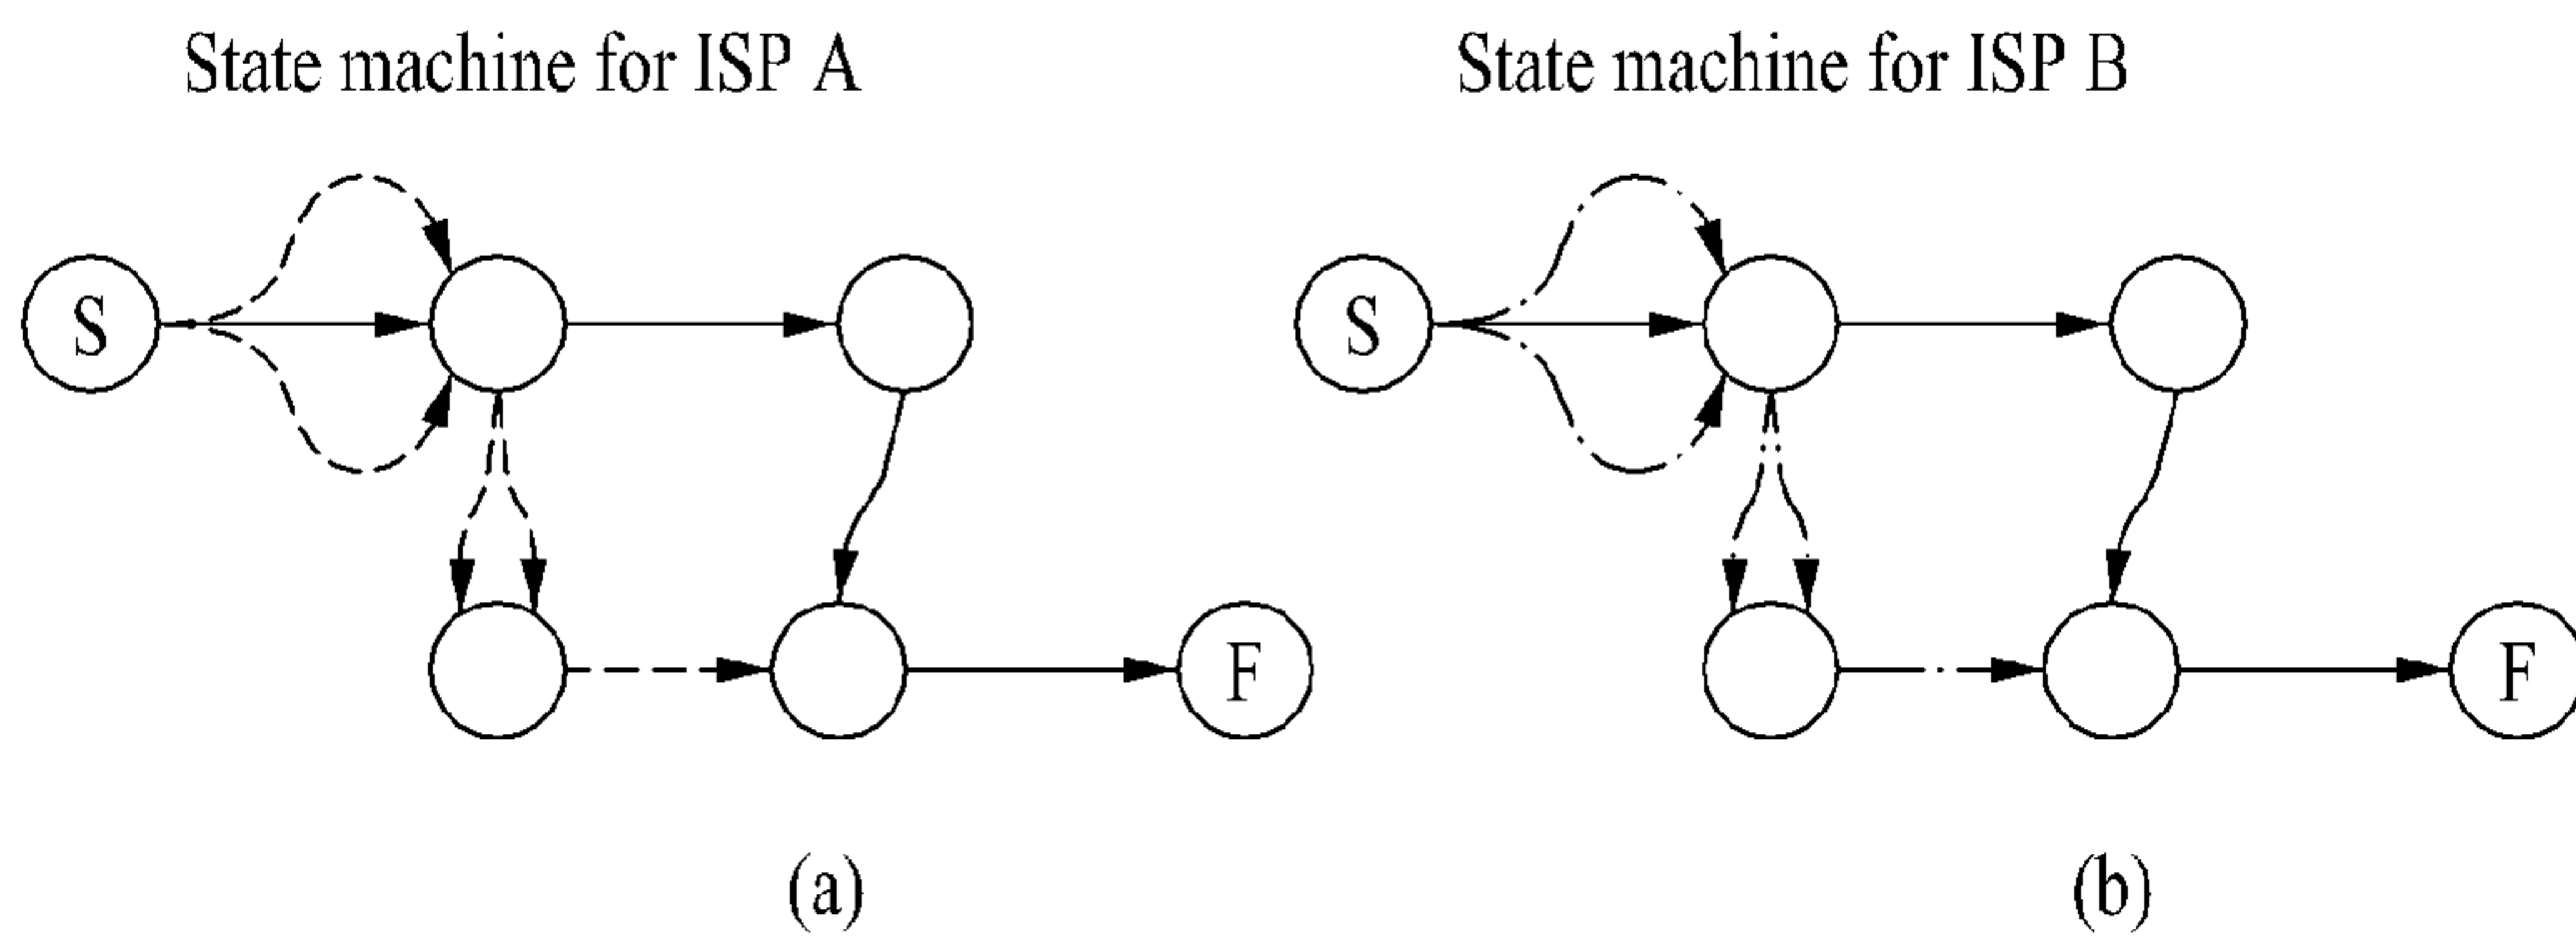 State machine for ISP A
State machine for ISP B
S
S
F
F
(a)
(b)